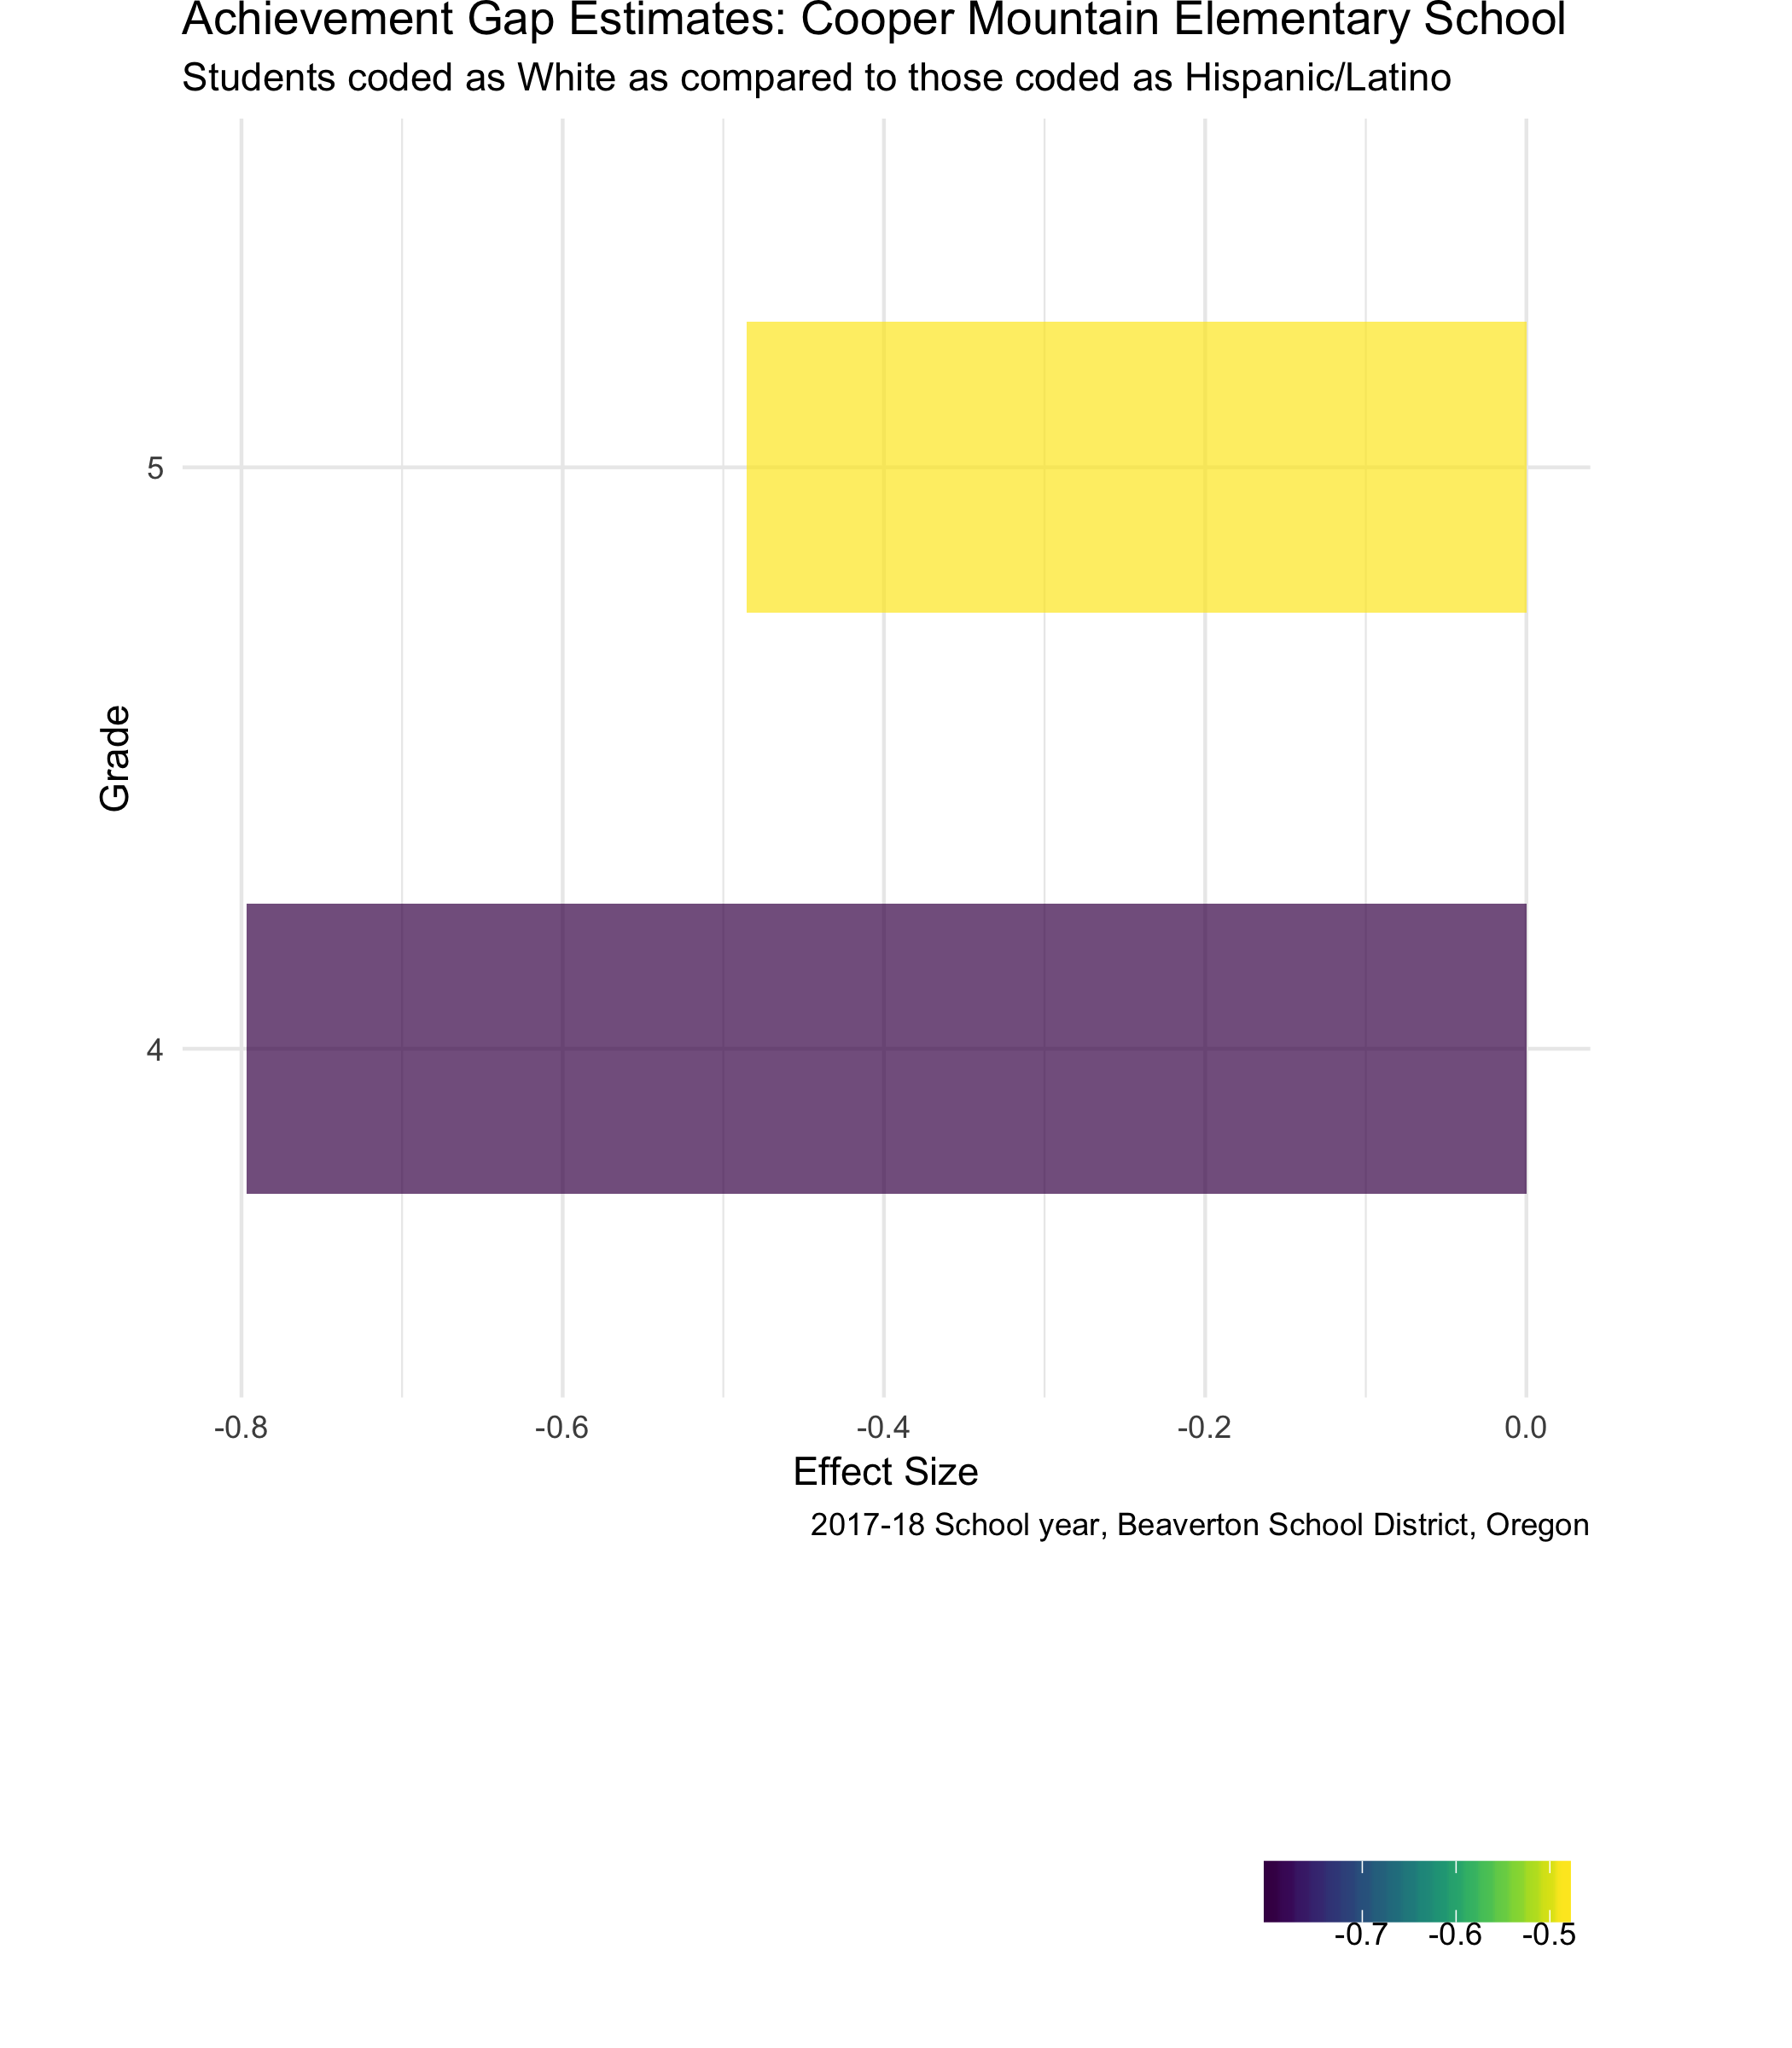 Achievement Gap Estimates: Cooper Mountain Elementary School
Students coded as White as compared to those coded as Hispanic/Latino
5
Grade
4
-0.8 -0.6 -0.4 -0.2 0.0
Effect Size
2017-18 School year, Beaverton School District, Oregon
-0.7 -0.6 -0.5